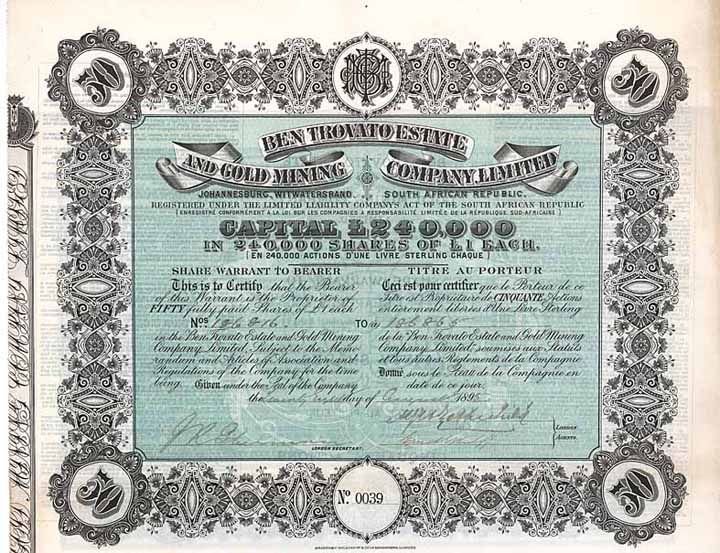 50
50
BEN TROVATO ESTATE
AND GOLD MINING COMPANY, LIMITED
JOHANNESBURG, WITWATERSRAND, SOUTH AFRICAN REPUBLIC.
REGISTERED UNDER THE LIMITED LIABILITY COMPANY'S ACT OF THE SOUTH AFRICAN REPUBLIC
(ENREGISTRÉ CONFORMÉMENT À LA LOI SUR LES COMPAGNIES À RESPONSABILITÉ LIMITÉE DE LA RÉPUBLIQUE SUD-AFRICAINE)
CAPITAL £240,000
IN 240,000 SHARES OF £1 EACH.
(EN 240,000 ACTIONS D'UNE LIVRE STERLING CHAQUE)
SHARE WARRANT TO BEARER
This is to Certify that the Bearer
of this Warrant is the Proprietor of
FIFTY fully paid Shares of £1 each
TITRE AU PORTEUR
Ceci est pour certifier que le Porteur de ce
Titre est Propriétaire de CINQUANTE Actions
entièrement libérées d'Une Livre Sterling
Nos 136816 TO 136865
in the Ben Trovato Estate and Gold Mining
Company Limited, Subject to the Memo-
randum and Articles of Association and
Regulations of the Company for the time
being. Given under the Seal of the Company
de la Ben Trovato Estate and Gold Mining
Company Limited, soumises aux Statuts
et tous autres Règlements de la Compagnie
Donné sous le Sceau de la Compagnie en
date de ce jour.
the day of August 1895
LONDON
AGENTS.
LONDON SECRETARY.
50
No. 0039
50